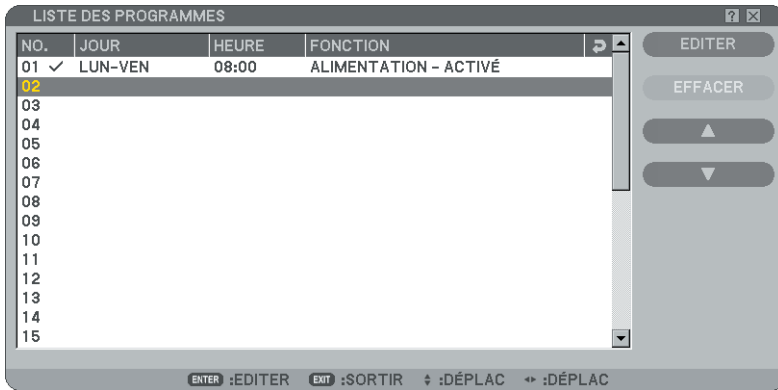 LISTE DES PROGRAMMES
NO. JOUR HEURE FONCTION
EDITER
01 ✓ LUN-VEN 08:00 ALIMENTATION - ACTIVÉ
02
EFFACER
03
04
05
06
07
08
09
10
11
12
13
14
15
ENTER :EDITER EXIT :SORTIR :DÉPLAC :DÉPLAC